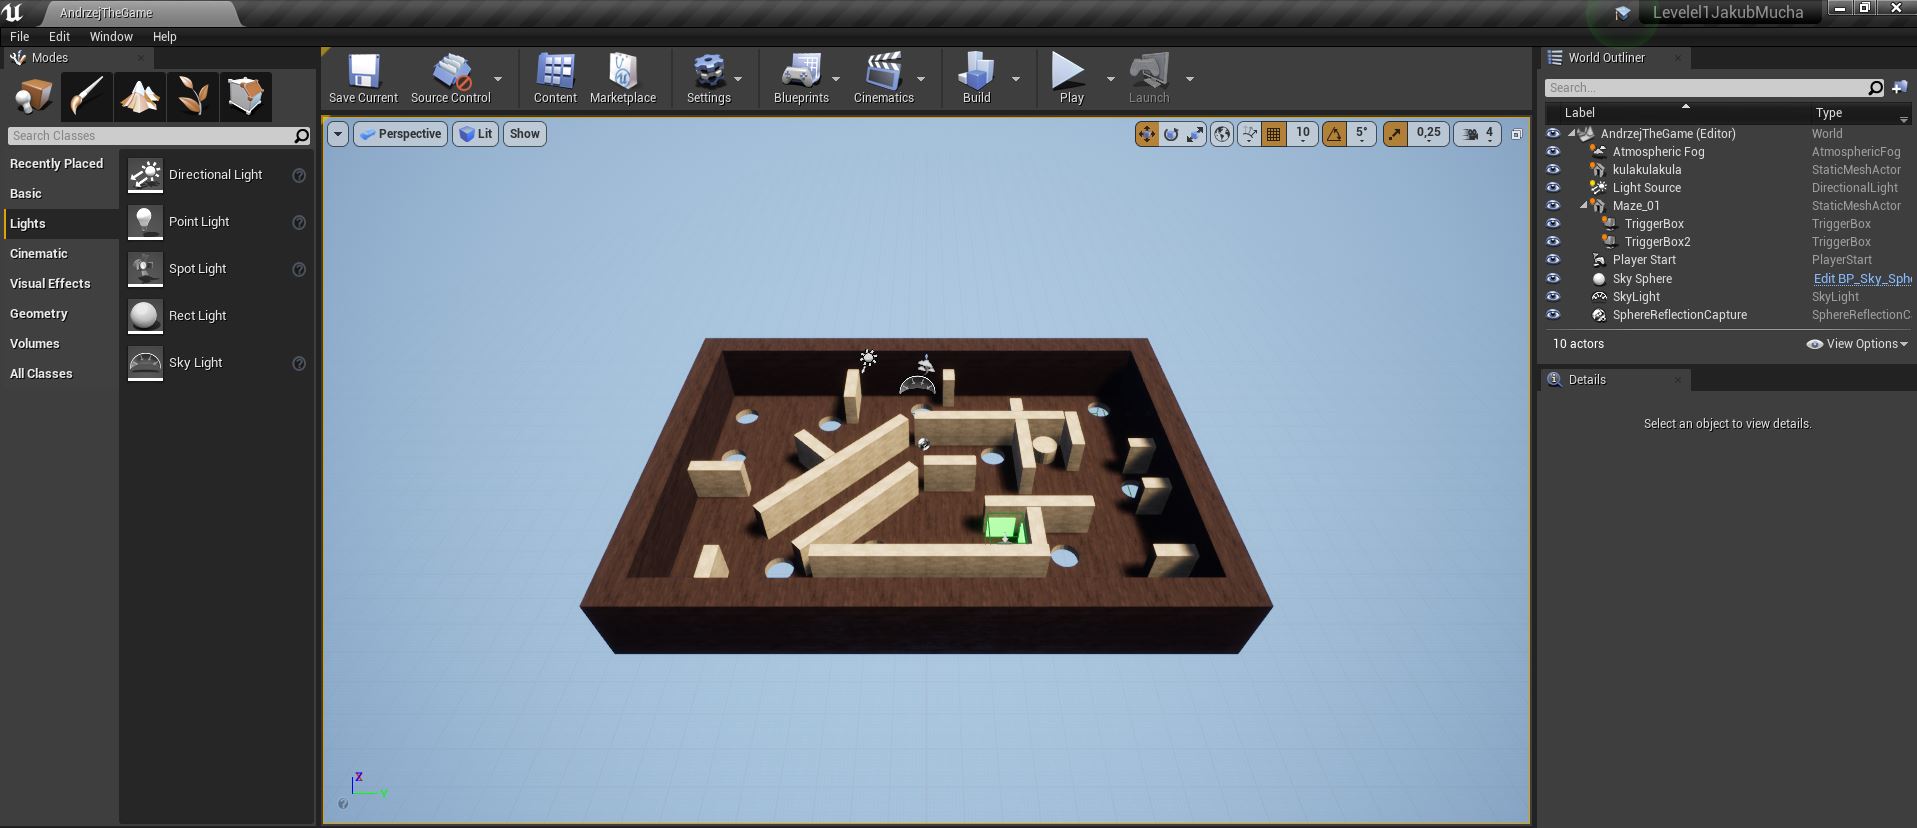 AndrzejTheGame
Levelel1JakubMucha
File Edit Window Help
Modes
Search Classes
Recently Placed
Basic
Lights
Cinematic
Visual Effects
Geometry
Volumes
All Classes
Directional Light
Point Light
Spot Light
Rect Light
Sky Light
Save Current
Source Control
Content
Marketplace
Settings
Blueprints
Cinematics
Build
Play
Launch
Perspective Lit Show
10 5° 0,25 4
Z
Y
World Outliner
Search...
Label Type
AndrzejTheGame (Editor) World
Atmospheric Fog AtmosphericFog
kulakulakula StaticMeshActor
Light Source DirectionalLight
Maze_01 StaticMeshActor
TriggerBox TriggerBox
TriggerBox2 TriggerBox
Player Start PlayerStart
Sky Sphere Edit BP_Sky_Sph
SkyLight SkyLight
SphereReflectionCapture SphereReflectionC
10 actors View Options
Details
Select an object to view details.